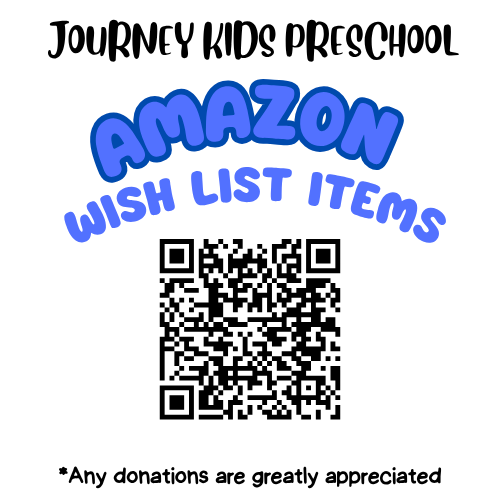 JOURNEY KIDS PRESCHOOL
AMAZON
WISH LIST ITEMS
*Any donations are greatly appreciated